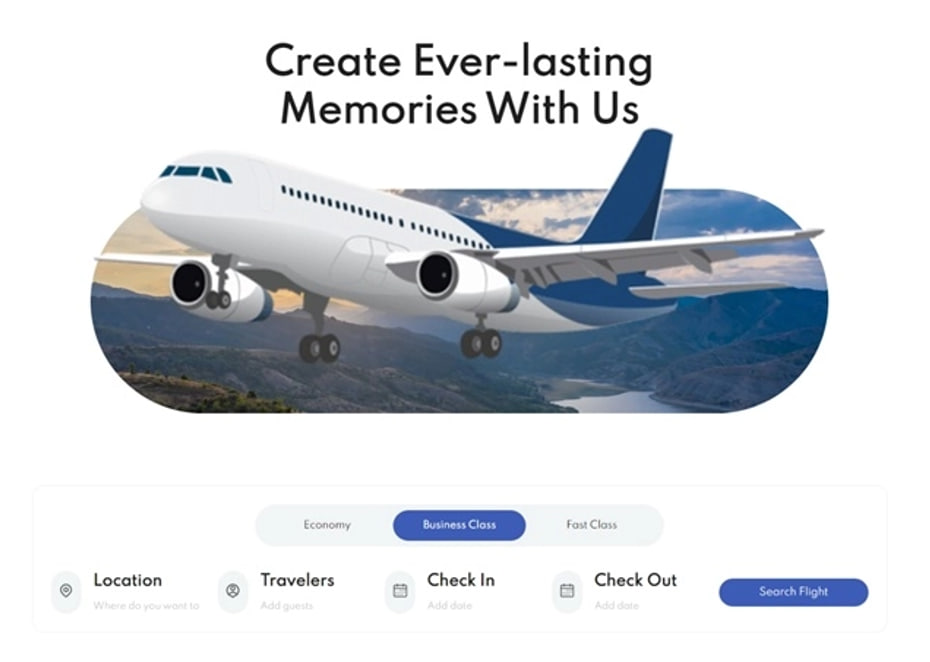 Create Ever-lasting
Memories With Us
Economy Business Class Fast Class
Location Travelers Check In Check Out
Search Flight
Where do you want to Add guests Add date Add date